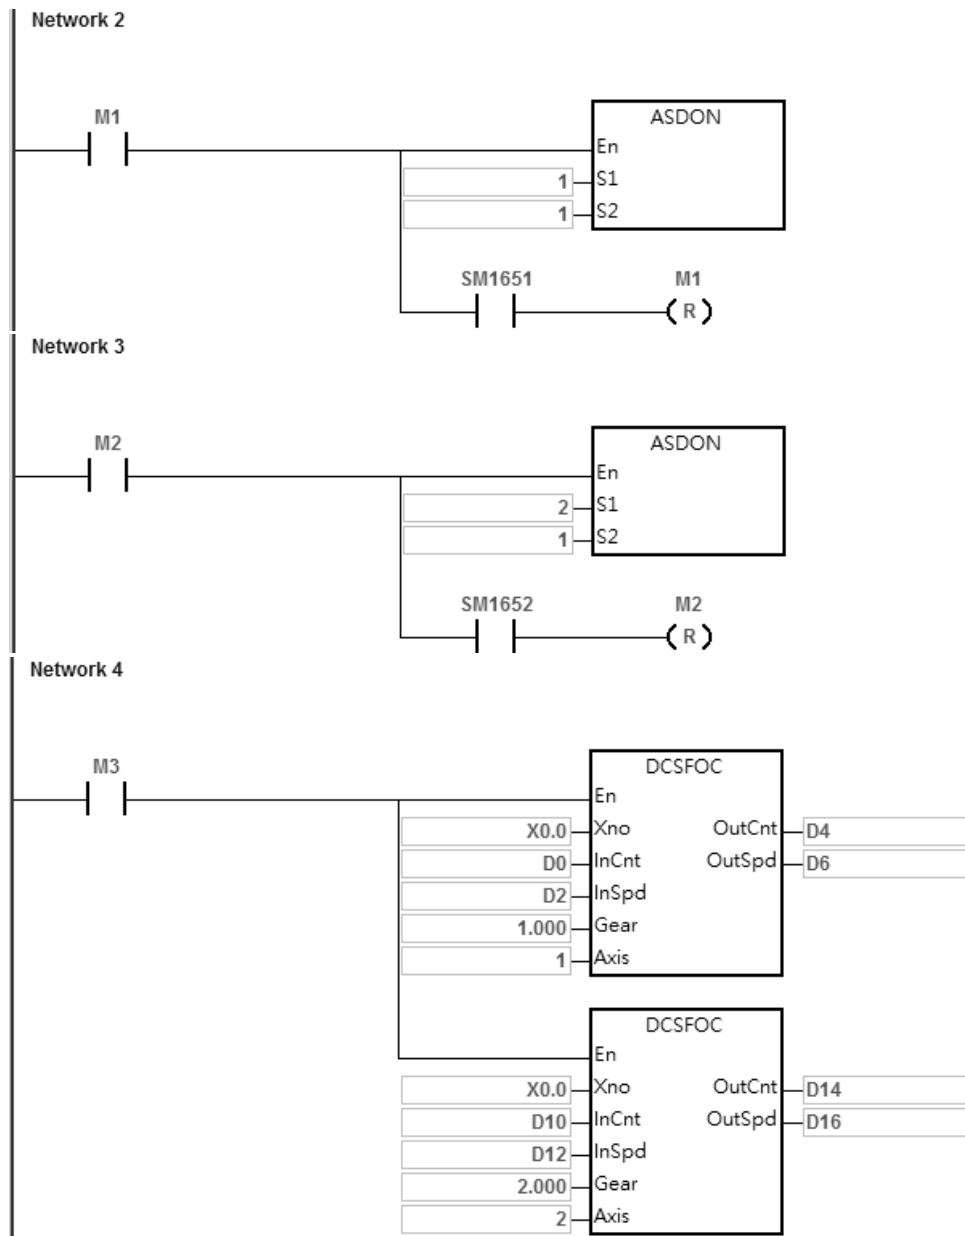 Network 2
M1
ASDON
En
1 S1
1 S2
SM1651 M1
R
Network 3
M2
ASDON
En
2 S1
1 S2
SM1652 M2
R
Network 4
M3
DCSFOC
En
X0.0 Xno OutCnt D4
D0 InCnt OutSpd D6
D2 InSpd
1.000 Gear
1 Axis
DCSFOC
En
X0.0 Xno OutCnt D14
D10 InCnt OutSpd D16
D12 InSpd
2.000 Gear
2 Axis